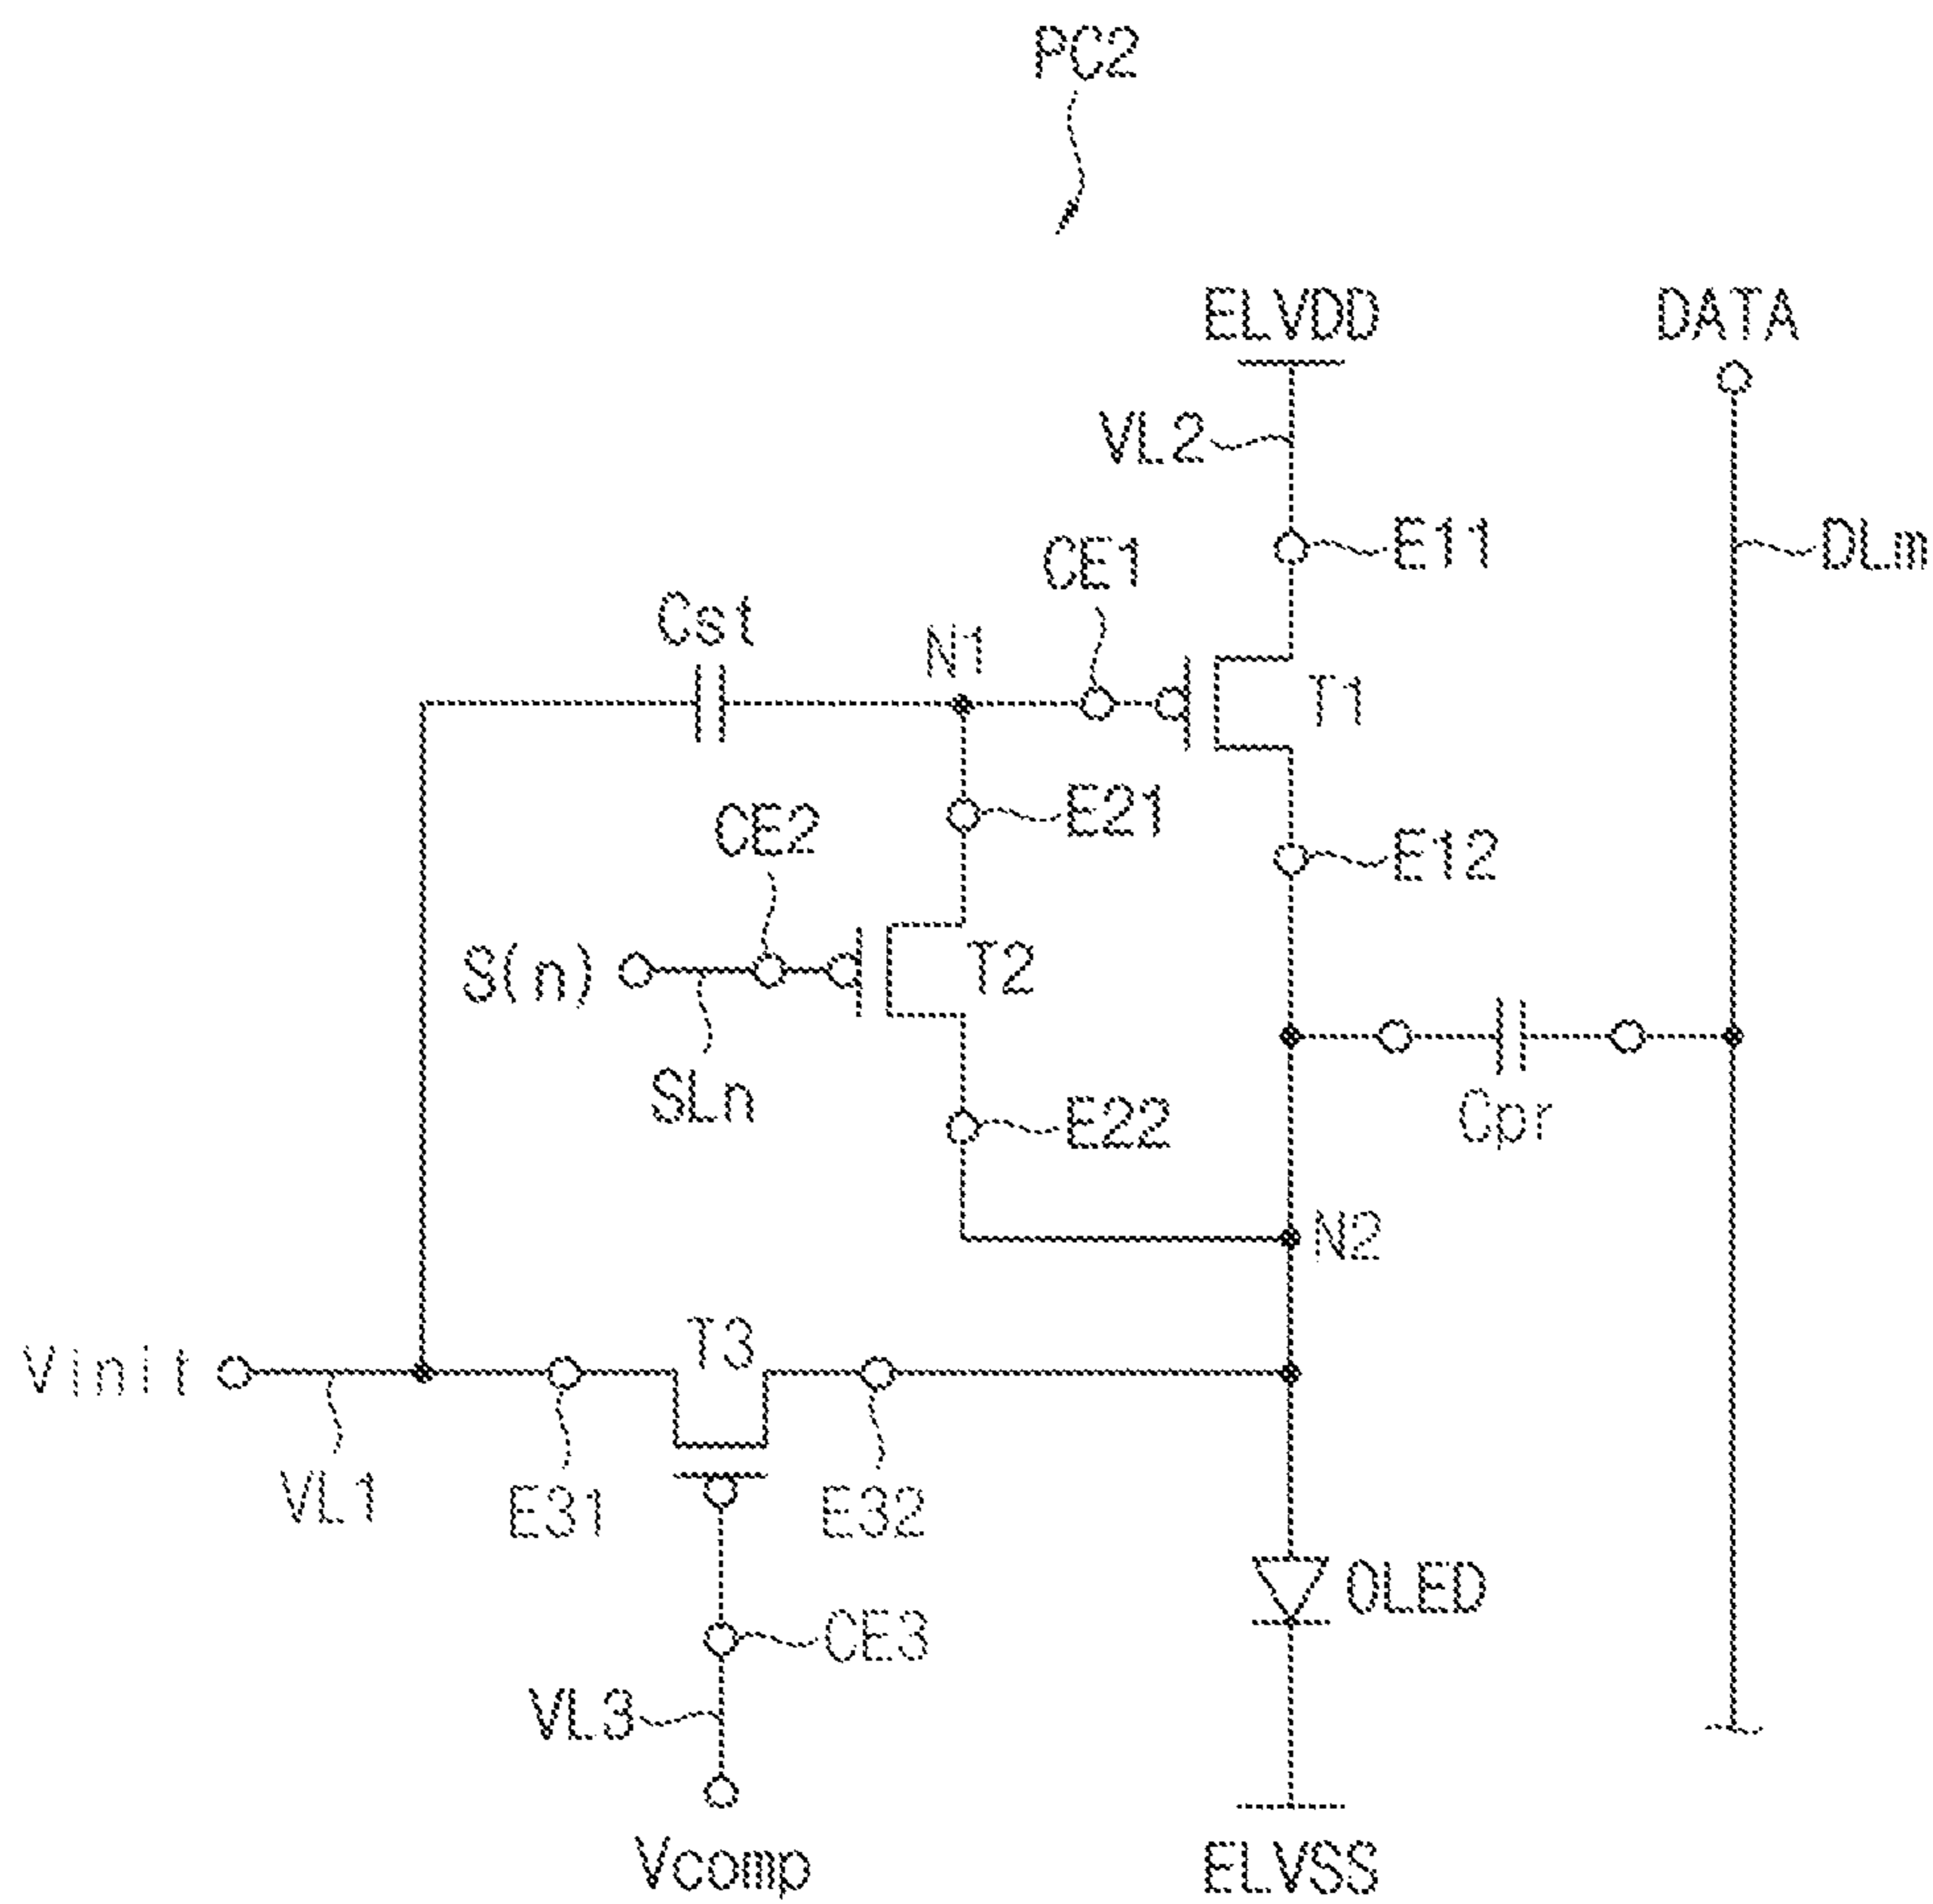 PC2
ELVDD
DATA
VL2
CE1
E11
DLm
Cst
N1
T1
CE2
E21
E12
S(n)
T2
SLn
E22
Cpr
N2
T3
Vinit
VL1
E31
E32
OLED
CE3
VL3
Vcomp
ELVSS